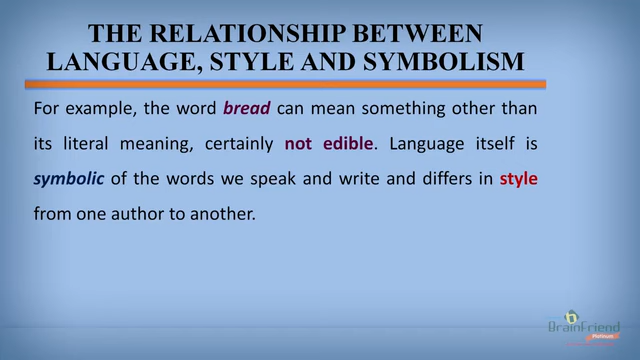 THE RELATIONSHIP BETWEEN
LANGUAGE, STYLE AND SYMBOLISM
For example, the word bread can mean something other than
its literal meaning, certainly not edible. Language itself is
symbolic of the words we speak and write and differs in style
from one author to another.
BrainFriend
Platinum